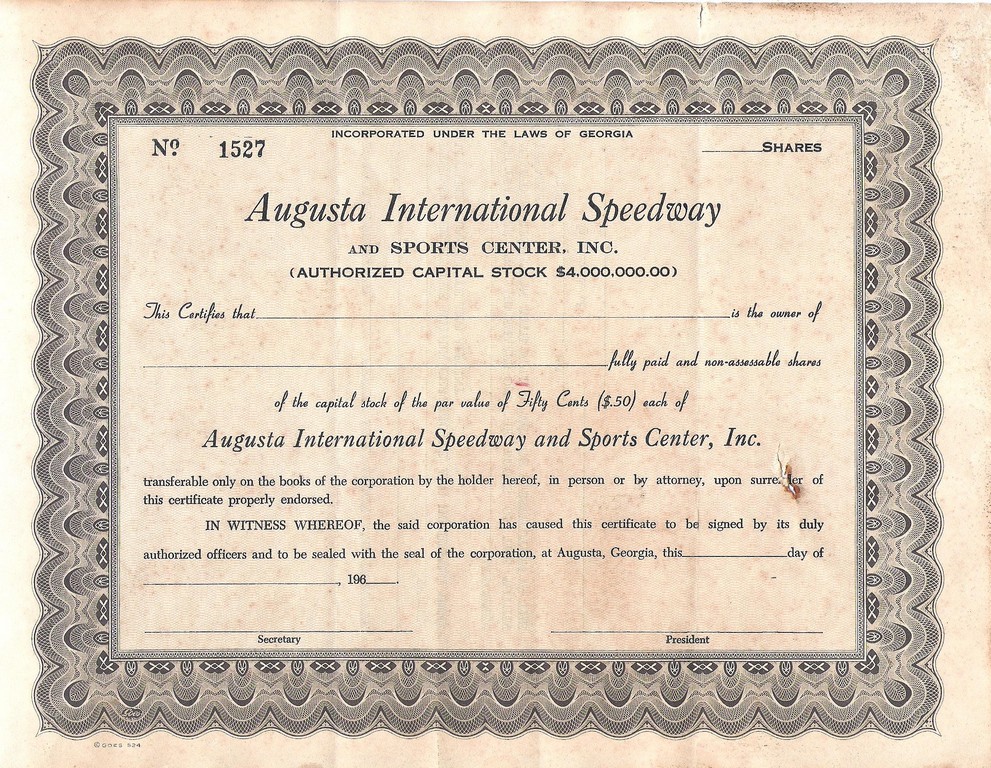 INCORPORATED UNDER THE LAWS OF GEORGIA
Nº 1527
SHARES
Augusta International Speedway
AND SPORTS CENTER, INC.
(AUTHORIZED CAPITAL STOCK $4,000,000.00)
This Certifies that is the owner of
fully paid and non-assessable shares
of the capital stock of the par value of Fifty Cents ($.50) each of
Augusta International Speedway and Sports Center, Inc.
transferable only on the books of the corporation by the holder hereof, in person or by attorney, upon of
this certificate properly endorsed.
IN WITNESS WHEREOF, the said corporation has caused this certificate to be signed by its duly
authorized officers and to be sealed with the seal of the corporation, at Augusta, Georgia, this day of
, 196 .
Secretary President
© GOES 524